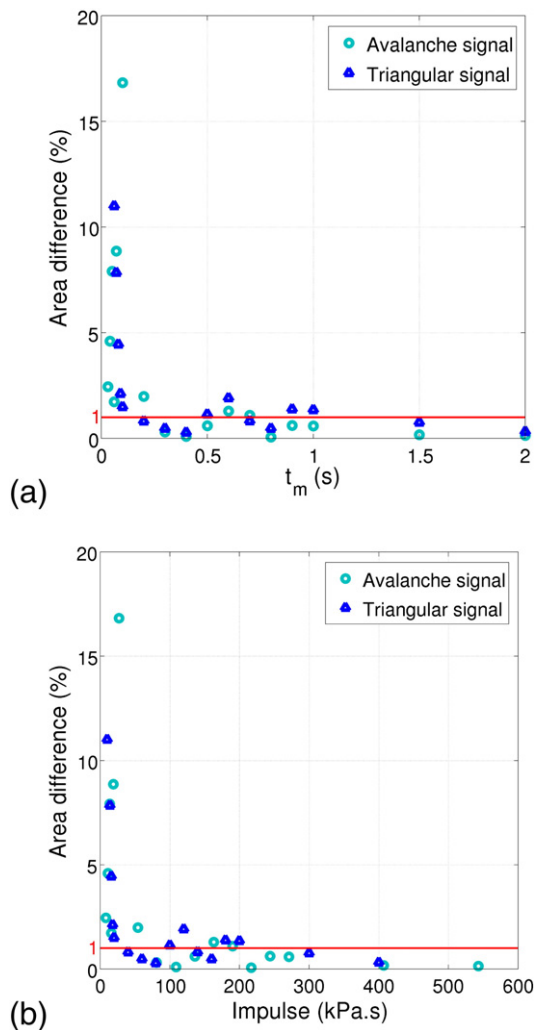 20
15
10
5
1
0
Area difference (%)
Avalanche signal
Triangular signal
0
0.5
1
1.5
2
t_m (s)
(a)
20
15
10
5
1
0
Area difference (%)
Avalanche signal
Triangular signal
0
100
200
300
400
500
600
Impulse (kPa.s)
(b)